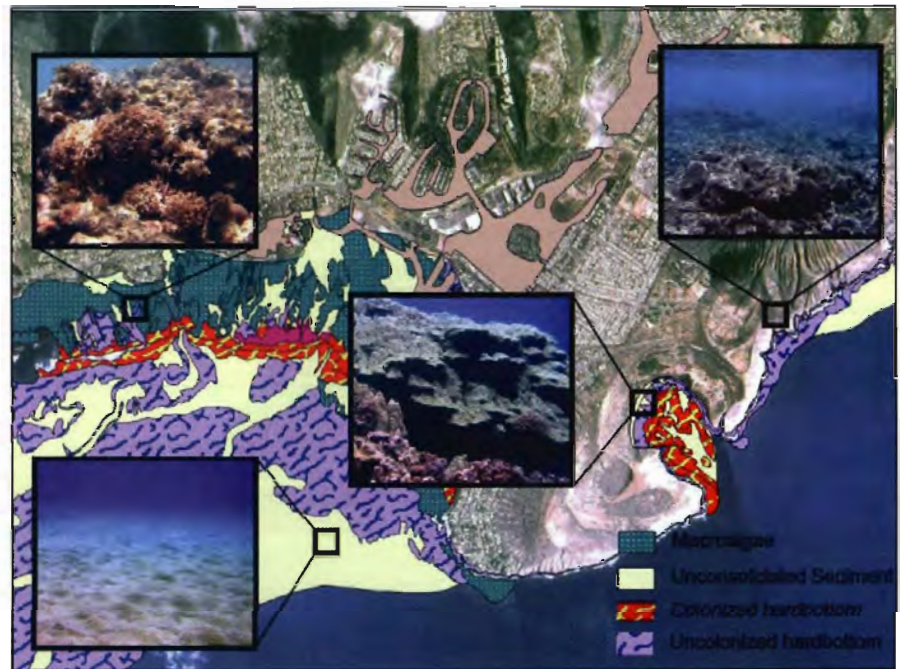 Macroalgae
Unconsolidated Sediment
Colonized hardbottom
Uncolonized hardbottom